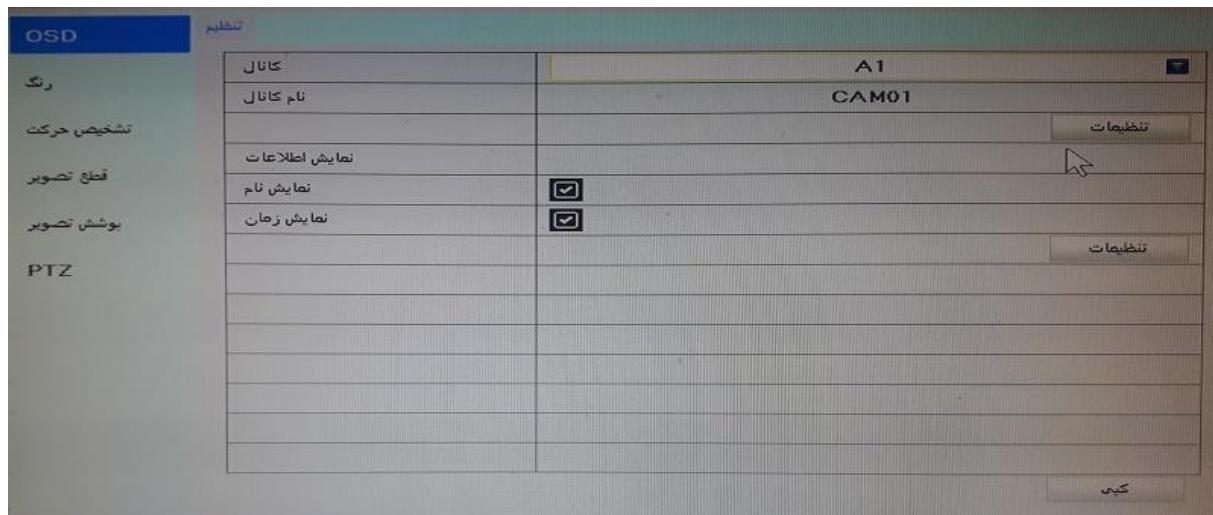 OSD
رنگ
تشخیص حرکت
قطع تصویر
پوشش تصویر
PTZ
تنظیم
کانال A1
نام کانال CAM01
تنظیمات
نمایش اطلاعات
نمایش نام
نمایش زمان
تنظیمات
کپی